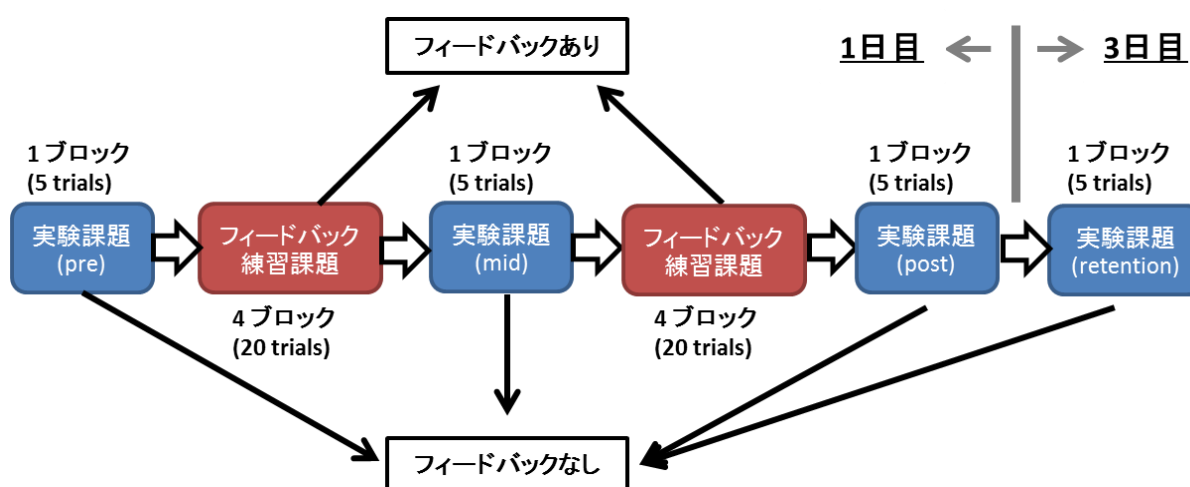 フィードバックあり
1日目
3日目
1 ブロック
(5 trials)
1 ブロック
(5 trials)
1 ブロック
(5 trials)
1 ブロック
(5 trials)
実験課題
(pre)
フィードバック
練習課題
実験課題
(mid)
フィードバック
練習課題
実験課題
(post)
実験課題
(retention)
4 ブロック
(20 trials)
4 ブロック
(20 trials)
フィードバックなし